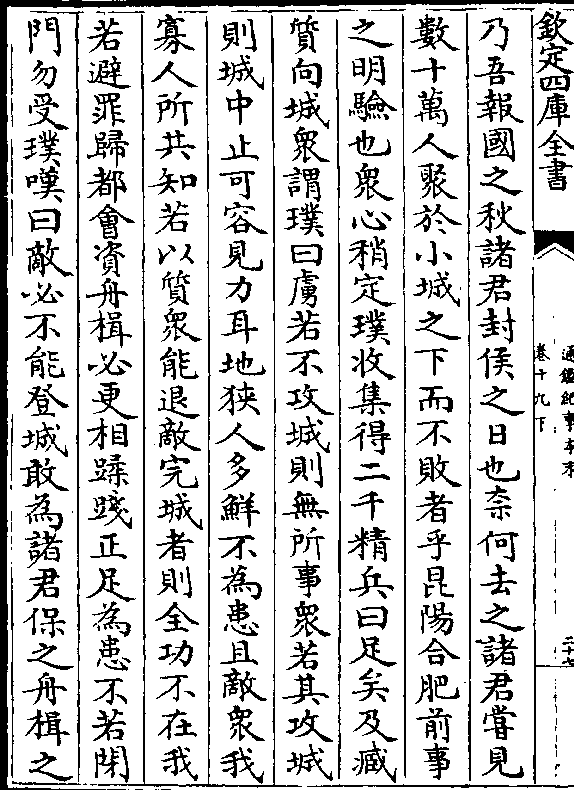 欽定四庫全書
通鑑紀事本末
卷十九下
二十七
乃吾報國之秋諸君封侯之日也柰何去之諸君嘗見
數十萬人聚於小城之下而不敗者乎昆陽合肥前事
之明驗也衆心稍定璞收集得二千精兵曰足矣及臧
質向城衆謂璞曰虜若不攻城則無所事衆若其攻城
則城中止可容見力耳地狹人多鮮不為患且敵衆我
寡人所共知若以質衆能退敵完城者則全功不在我
若避罪歸都會資舟楫必更相蹂踐正足為患不若閉
門勿受璞嘆曰敵必不能登城敢為諸君保之舟楫之